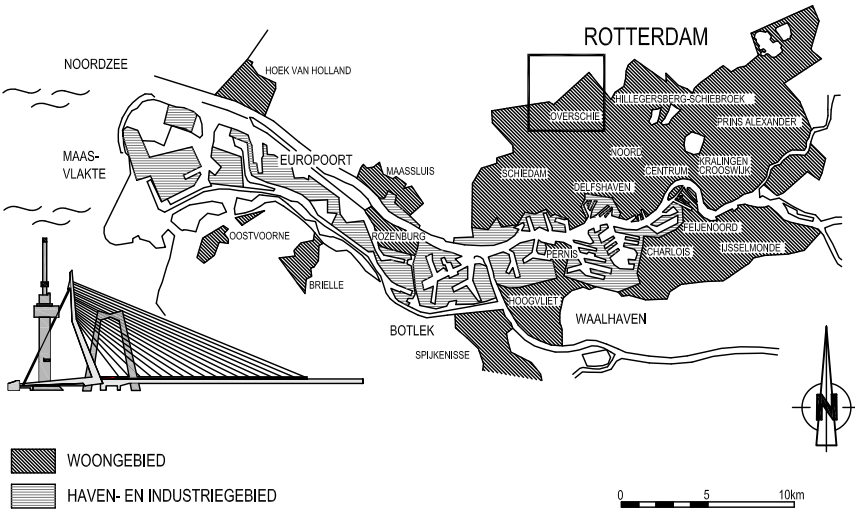 ROTTERDAM
NOORDZEE
HOEK VAN HOLLAND
HILLEGERSBERG-SCHIEBROEK
OVERSCHIE
PRINS ALEXANDER
MAAS-
VLAKTE
EUROPOORT
NOORD
MAASSLUIS
SCHIEDAM
CENTRUM
KRALINGEN
CROOSWIJK
DELFSHAVEN
OOSTVOORNE
ROZENBURG
FEIJENOORD
IJSSELMONDE
PERNIS
CHARLOIS
BRIELLE
HOOGVLIET
WAALHAVEN
BOTLEK
SPIJKENISSE
N
WOONGEBIED
HAVEN- EN INDUSTRIEGEBIED
0 5 10km